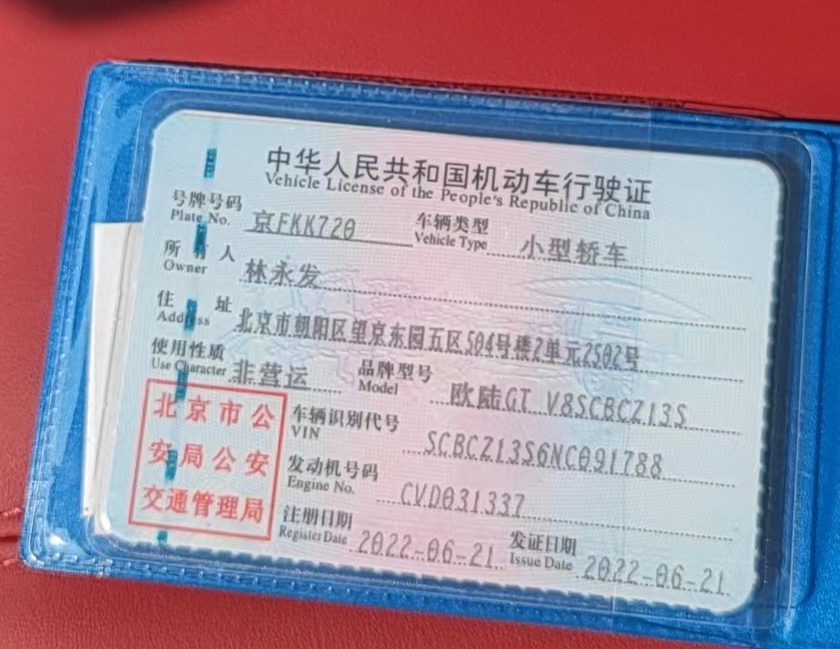 中华人民共和国机动车行驶证
Vehicle License of the People's Republic of China
号牌号码 京FKK720 车辆类型 小型轿车
Plate No. Vehicle Type
所有人 林永发
Owner
住址 北京市朝阳区望京东园五区504号楼2单元2502号
Address
使用性质 非营运 品牌型号 欧陆GT V8SCBCZ13S
Use Character Model
北京市公安局公安交通管理局
车辆识别代号 SCBCZ13S6NC091788
VIN
发动机号码 CVD031337
Engine No.
注册日期 2022-06-21 发证日期 2022-06-21
Register Date Issue Date